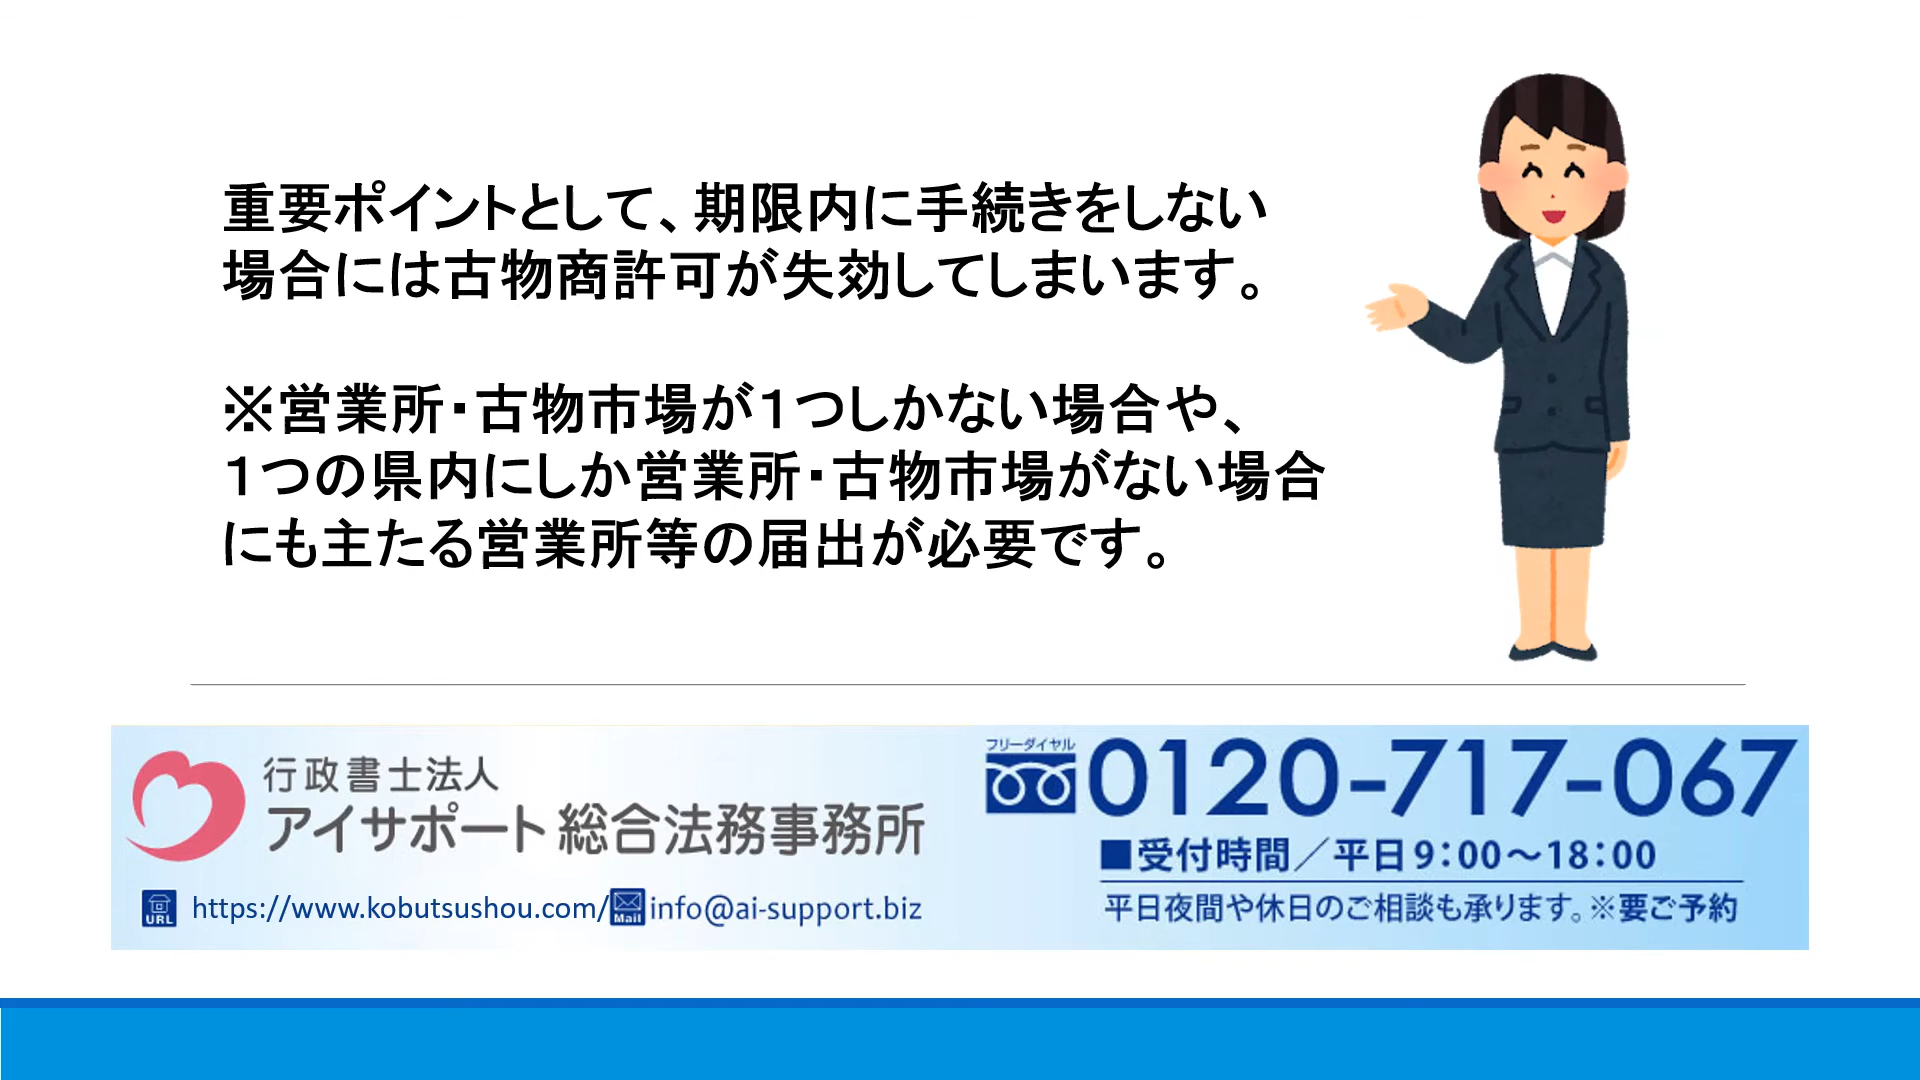 重要ポイントとして、期限内に手続きをしない
場合には古物商許可が失効してしまいます。
※営業所・古物市場が１つしかない場合や、
１つの県内にしか営業所・古物市場がない場合
にも主たる営業所等の届出が必要です。
行政書士法人
アイサポート総合法務事務所
URL https://www.kobutsushou.com/ Mail info@ai-support.biz
フリーダイヤル
0120-717-067
■受付時間／平日9：00～18：00
平日夜間や休日のご相談も承ります。※要ご予約